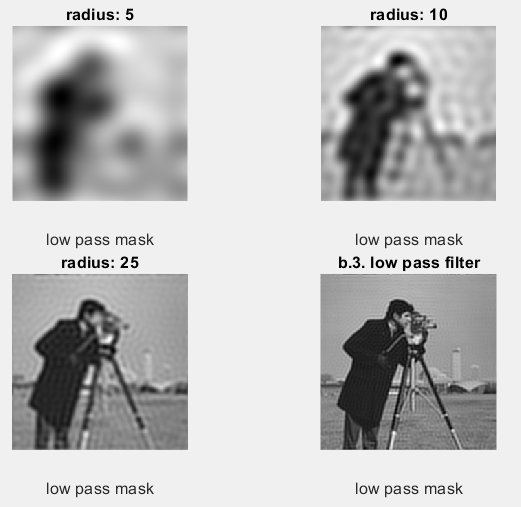 radius: 5
radius: 10
low pass mask
low pass mask
radius: 25
b.3. low pass filter
low pass mask
low pass mask